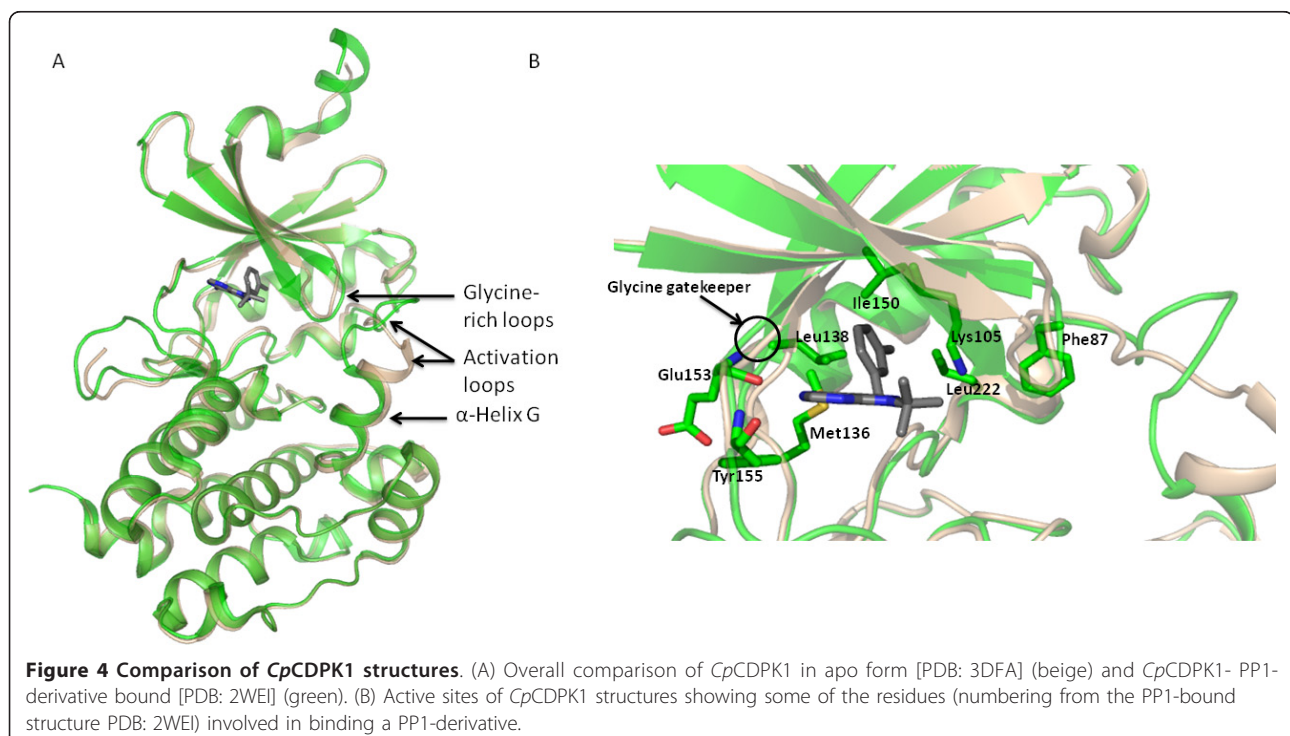 A
B
Glycine-
rich loops
Activation
loops
α-Helix G
Glycine gatekeeper
Ile150
Leu138
Lys105
Phe87
Glu153
Leu222
Met136
Tyr155
Figure 4 Comparison of CpCDPK1 structures. (A) Overall comparison of CpCDPK1 in apo form [PDB: 3DFA] (beige) and CpCDPK1- PP1-
derivative bound [PDB: 2WEI] (green). (B) Active sites of CpCDPK1 structures showing some of the residues (numbering from the PP1-bound
structure PDB: 2WEI) involved in binding a PP1-derivative.